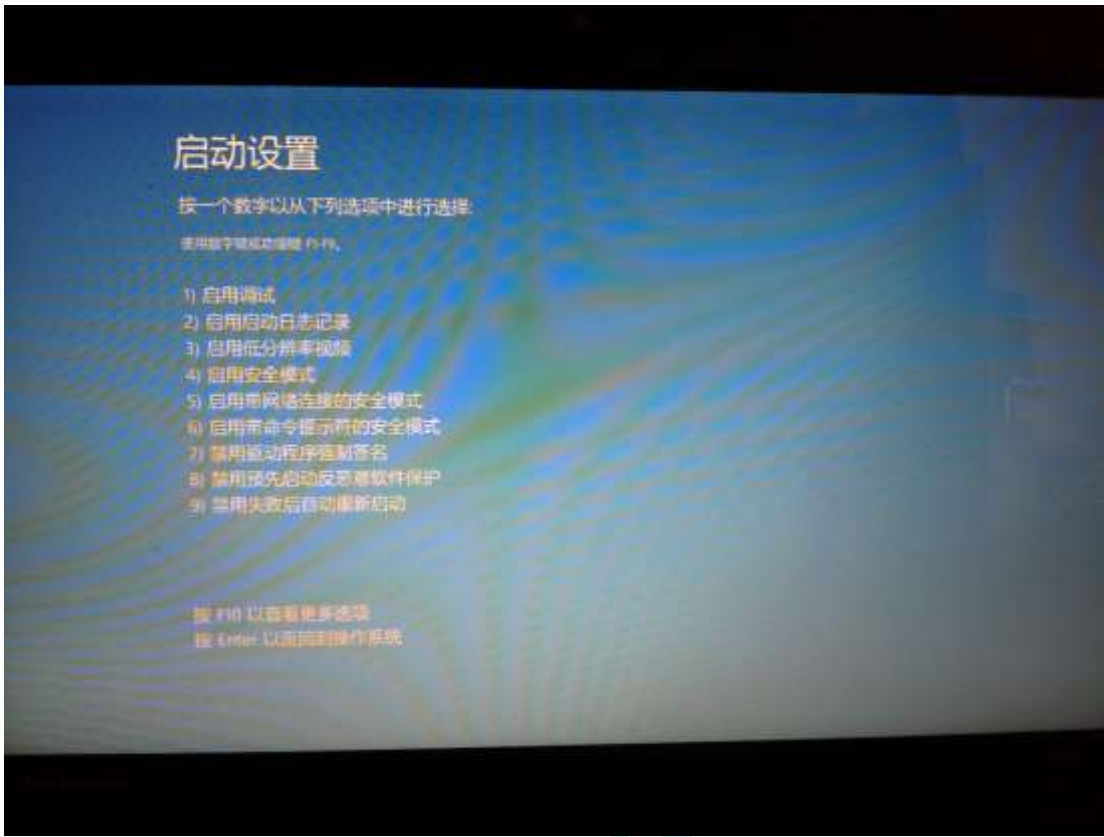 启动设置
按一个数字以从下列选项中进行选择:
使用数字键或功能键 F1-F9。
1) 启用调试
2) 启用启动日志记录
3) 启用低分辨率视频
4) 启用安全模式
5) 启用带网络连接的安全模式
6) 启用带命令提示符的安全模式
7) 禁用驱动程序强制签名
8) 禁用预先启动反恶意软件保护
9) 禁用失败后自动重新启动
按 F10 以查看更多选项
按 Enter 以返回到操作系统